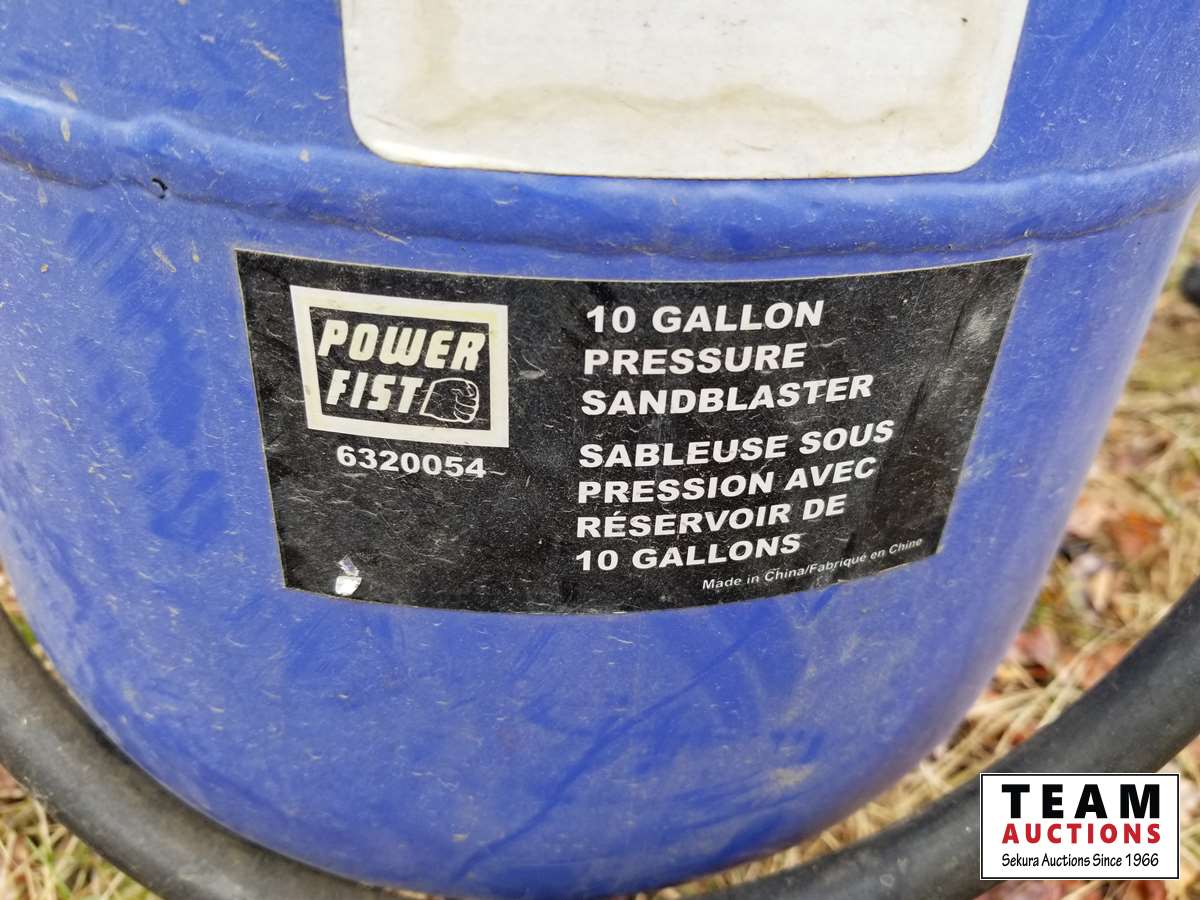 POWER
FIST
6320054
10 GALLON
PRESSURE
SANDBLASTER
SABLEUSE SOUS
PRESSION AVEC
RÉSERVOIR DE
10 GALLONS
Made in China/Fabriqué en Chine
TEAM
AUCTIONS
Sekura Auctions Since 1966